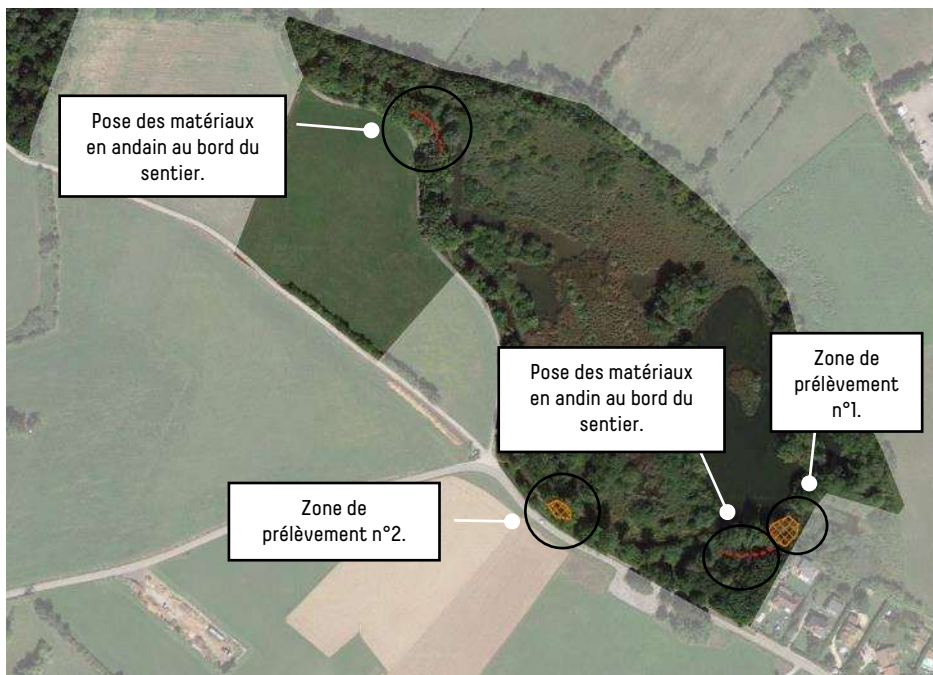 Pose des matériaux
en andain au bord du
sentier.
Pose des matériaux
en andin au bord du
sentier.
Zone de
prélèvement
n°1.
Zone de
prélèvement n°2.